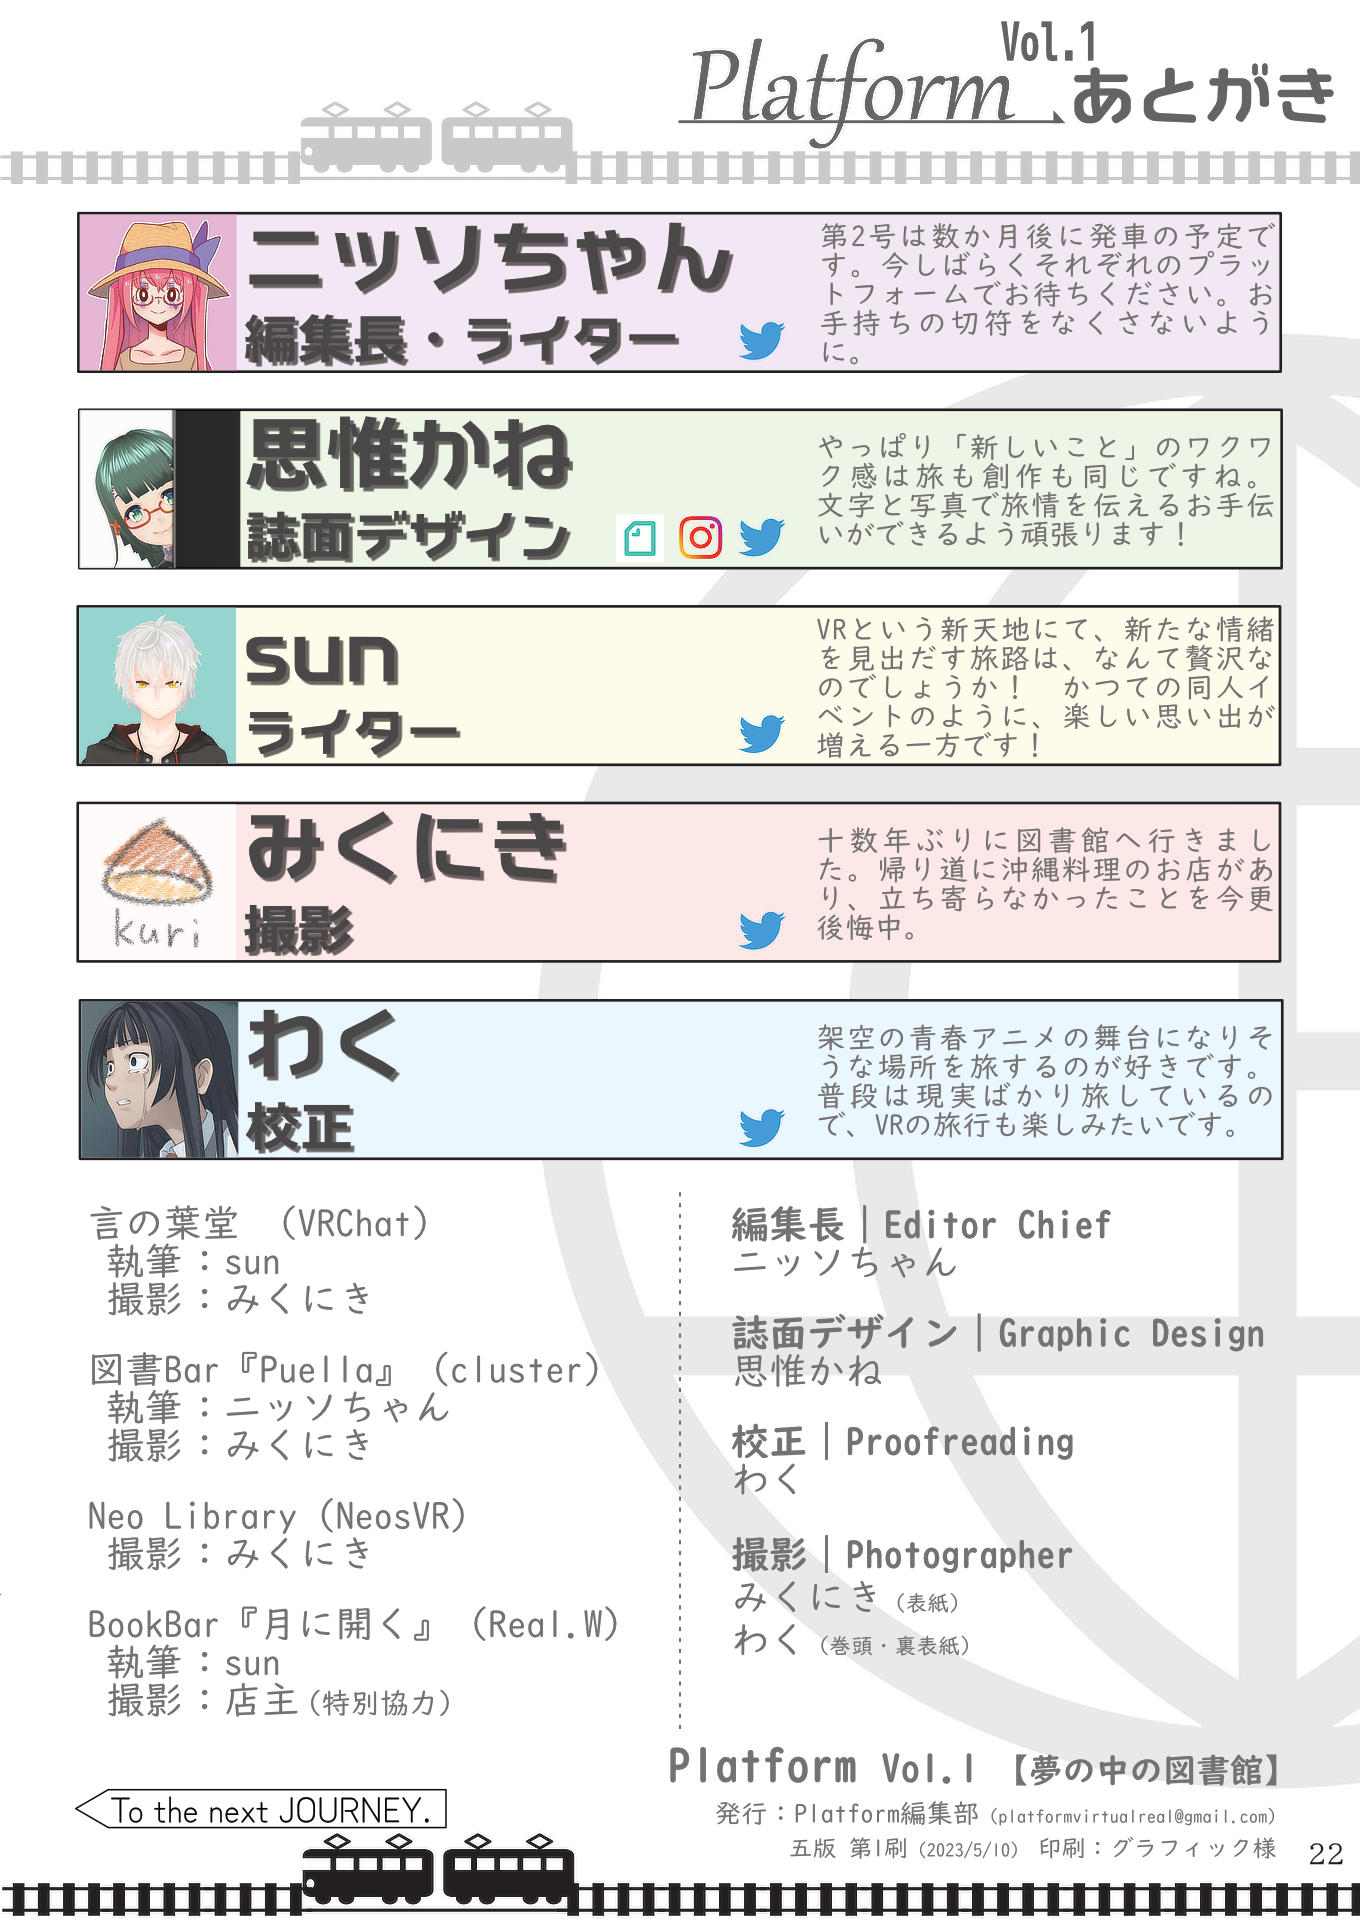 Platform Vol.1 あとがき
ニッソちゃん
編集長・ライター
第2号は数か月後に発車の予定で
す。今しばらくそれぞれのプラッ
トフォームでお待ちください。お
手持ちの切符をなくさないよう
に。
思惟かね
誌面デザイン
やっぱり「新しいこと」のワクワ
ク感は旅も創作も同じですね。
文字と写真で旅情を伝えるお手伝
いができるよう頑張ります！
sun
ライター
VRという新天地にて、新たな情緒
を見出だす旅路は、なんて贅沢な
のでしょうか！　かつての同人イ
ベントのように、楽しい思い出が
増える一方です！
kuri
みくにき
撮影
十数年ぶりに図書館へ行きまし
た。帰り道に沖縄料理のお店があ
り、立ち寄らなかったことを今更
後悔中。
わく
校正
架空の青春アニメの舞台になりそ
うな場所を旅するのが好きです。
普段は現実ばかり旅しているの
で、VRの旅行も楽しみたいです。
言の葉堂　（VRChat）
執筆：sun
撮影：みくにき
図書Bar『Puella』（cluster）
執筆：ニッソちゃん
撮影：みくにき
Neo Library（NeosVR）
撮影：みくにき
BookBar『月に開く』（Real.W）
執筆：sun
撮影：店主（特別協力）
編集長｜Editor Chief
ニッソちゃん
誌面デザイン｜Graphic Design
思惟かね
校正｜Proofreading
わく
撮影｜Photographer
みくにき（表紙）
わく（巻頭・裏表紙）
Platform Vol.1 【夢の中の図書館】
発行：Platform編集部（platformvirtualreal@gmail.com）
五版 第1刷（2023/5/10） 印刷：グラフィック様
To the next JOURNEY.
22